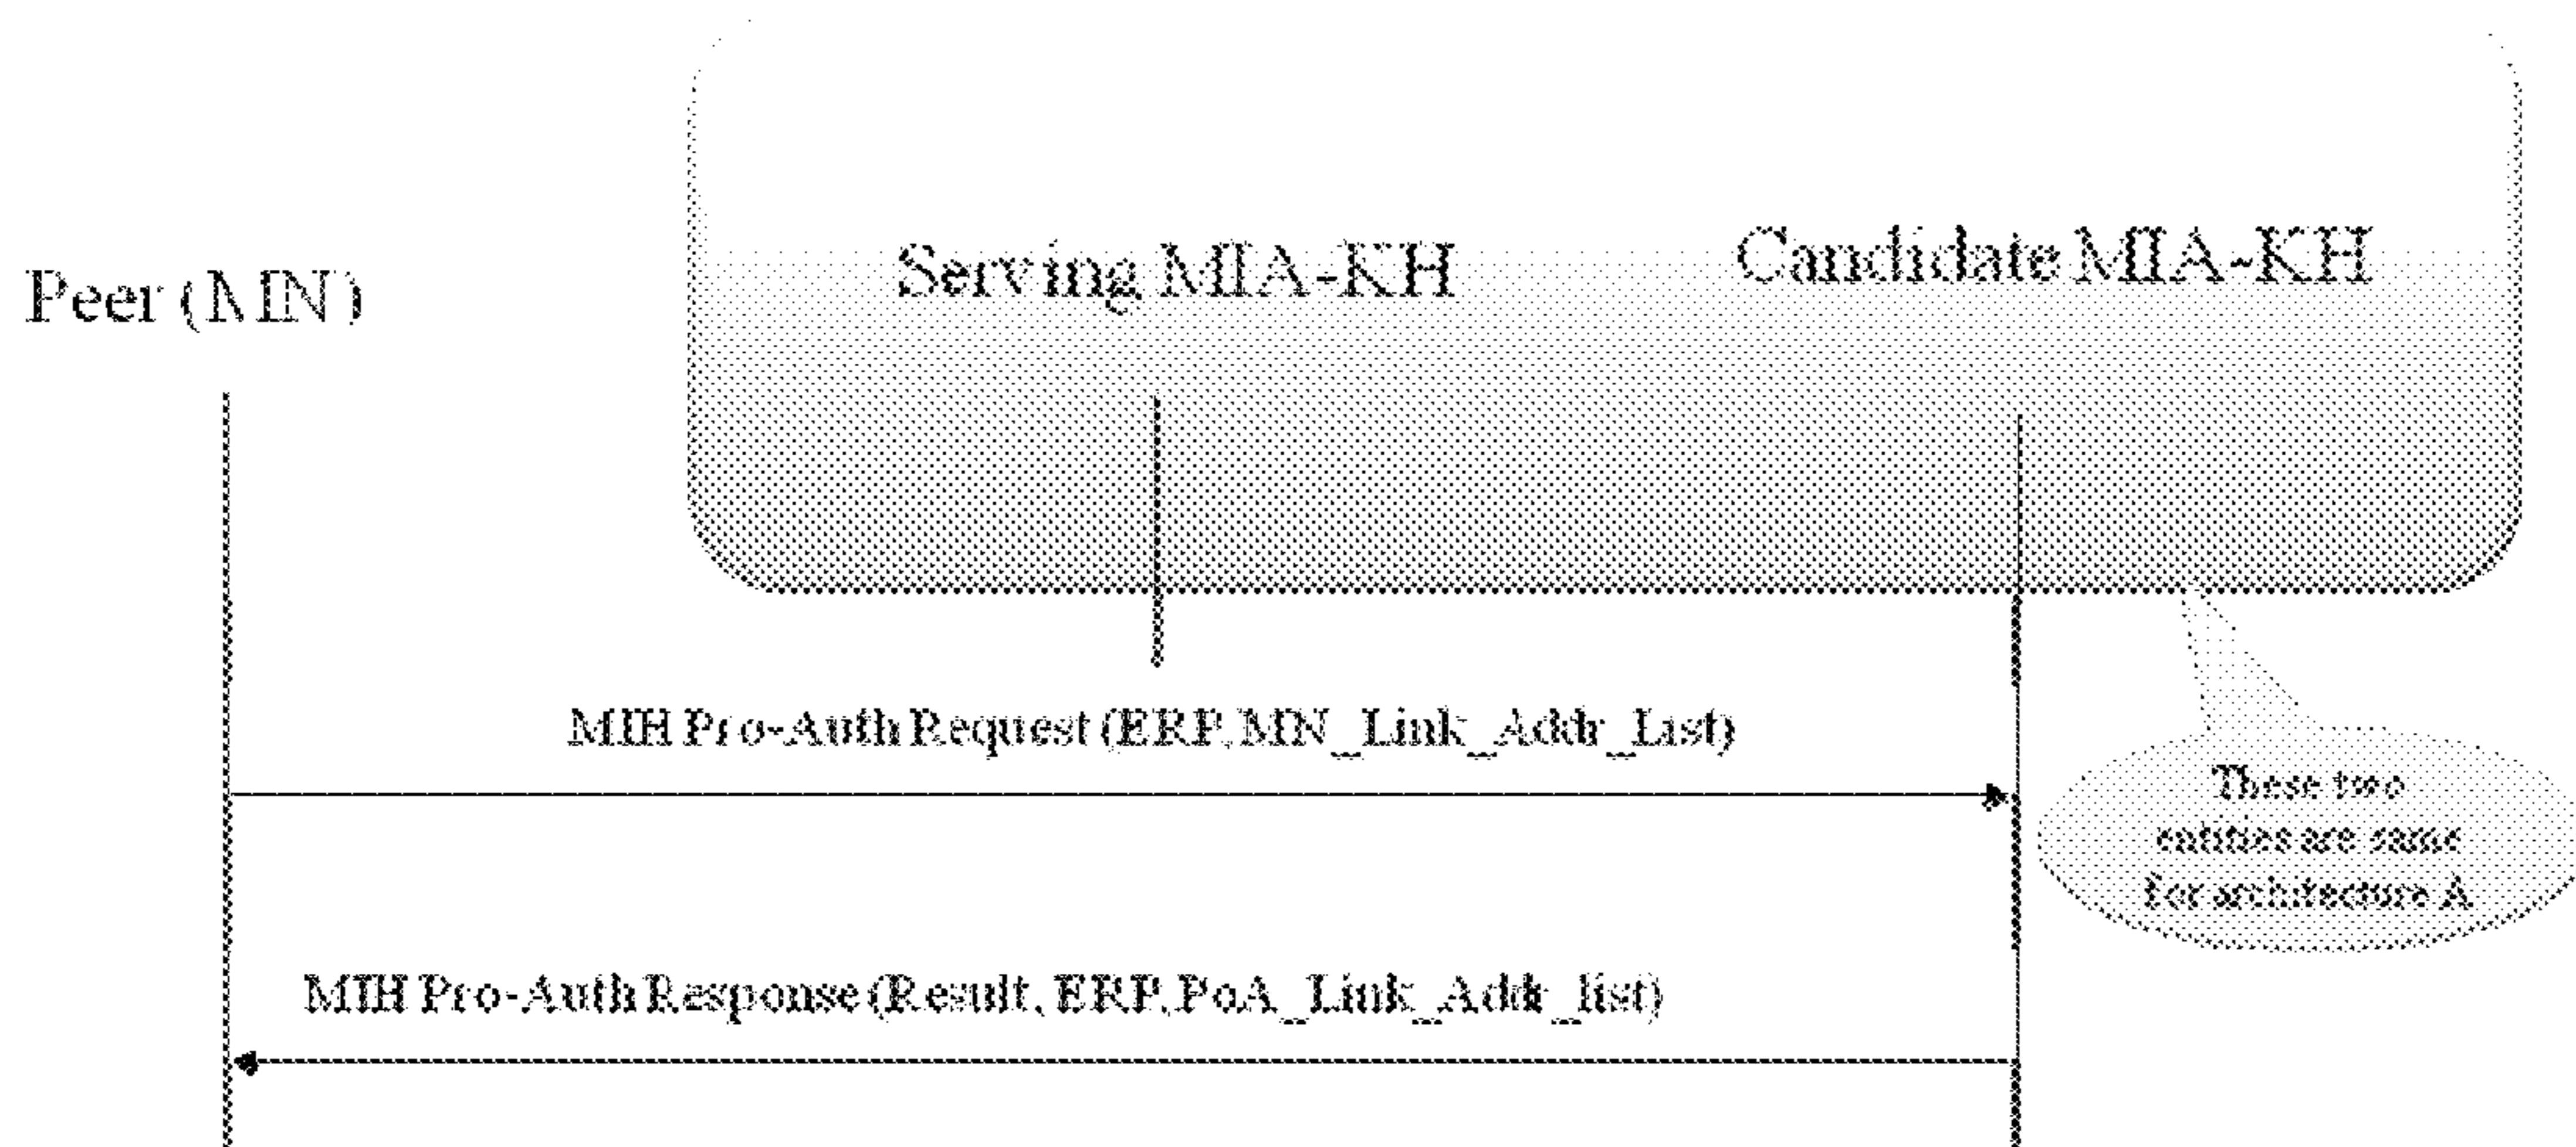 Peer (MN)
Serving MIA-KH
Candidate MIA-KH
MIH Pro-Auth Request (ERP, MN_Link_Addr_List)
These two
entities are same
for architecture A
MIH Pro-Auth Response (Result, ERP, PoA_Link_Addr_list)